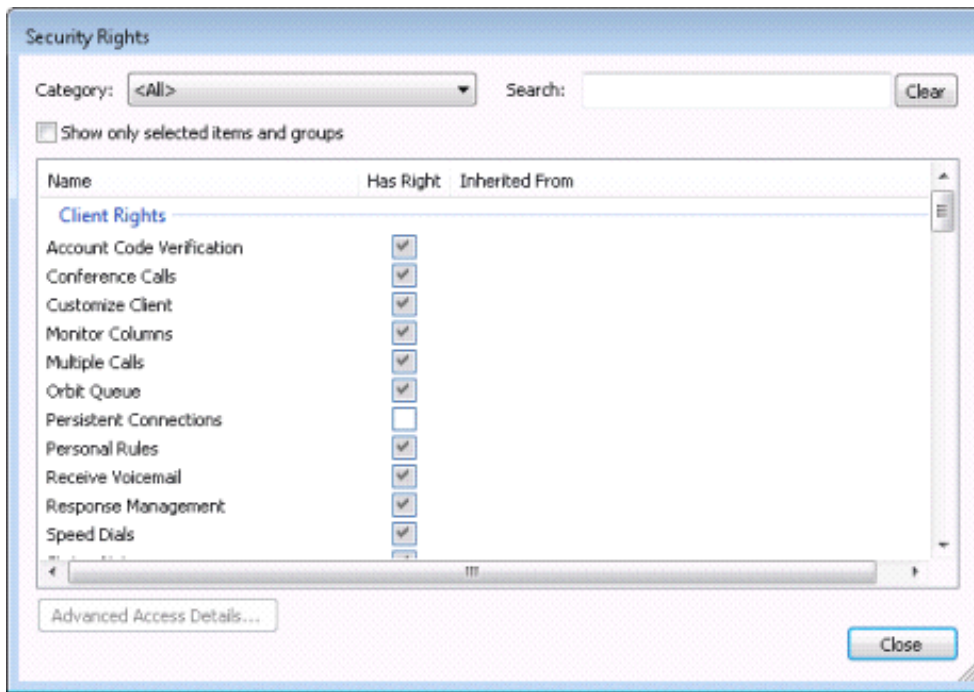 Security Rights
Category: <All> Search: Clear
Show only selected items and groups
Name Has Right Inherited From
Client Rights
Account Code Verification
Conference Calls
Customize Client
Monitor Columns
Multiple Calls
Orbit Queue
Persistent Connections
Personal Rules
Receive Voicemail
Response Management
Speed Dials
Advanced Access Details...
Close